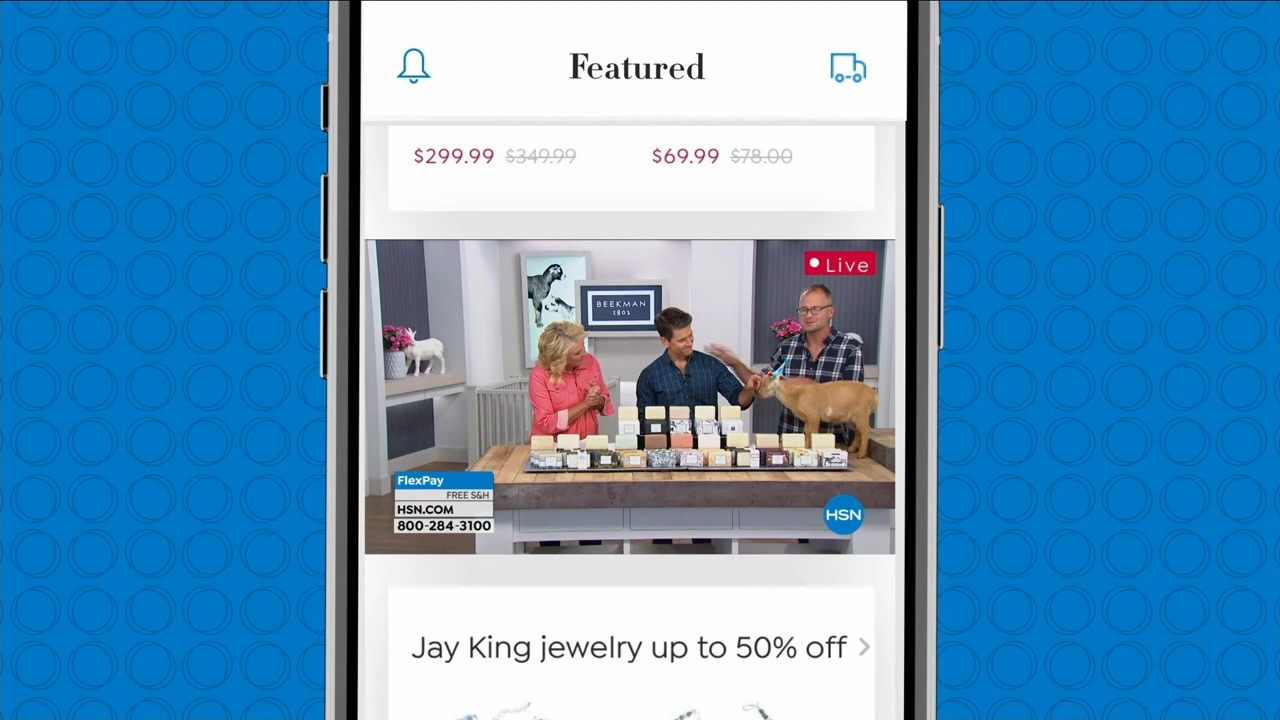 Featured
$299.99 $349.99 $69.99 $78.00
Live
BEEKMAN
1802
FlexPay
FREE S&H
HSN.COM
800-284-3100
HSN
Jay King jewelry up to 50% off